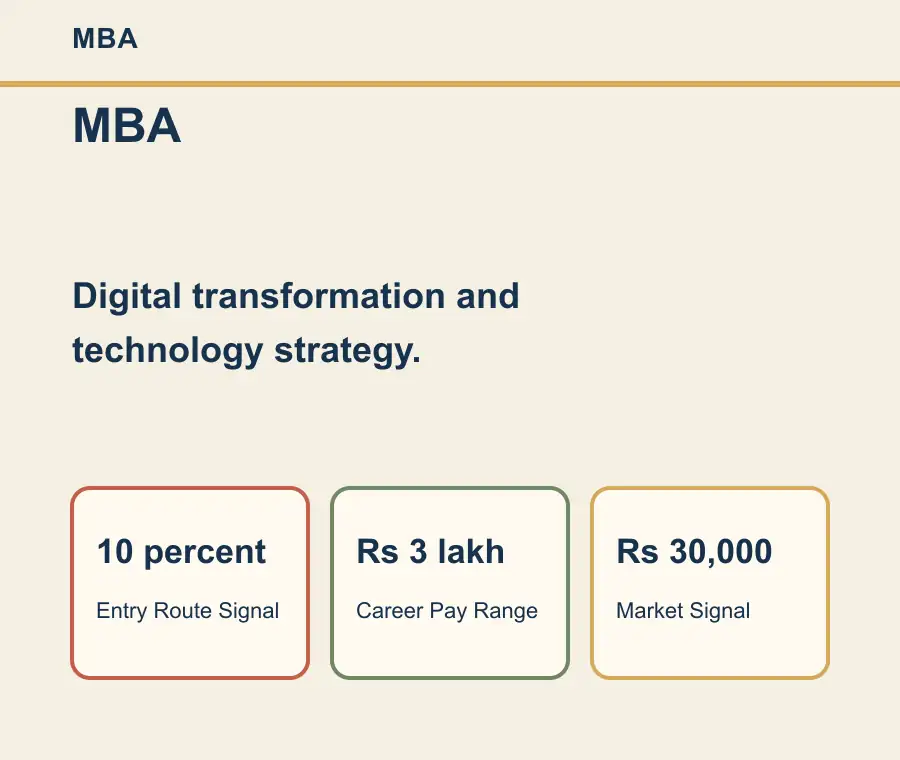 MBA
MBA
Digital transformation and
technology strategy.
10 percent
Entry Route Signal
Rs 3 lakh
Career Pay Range
Rs 30,000
Market Signal